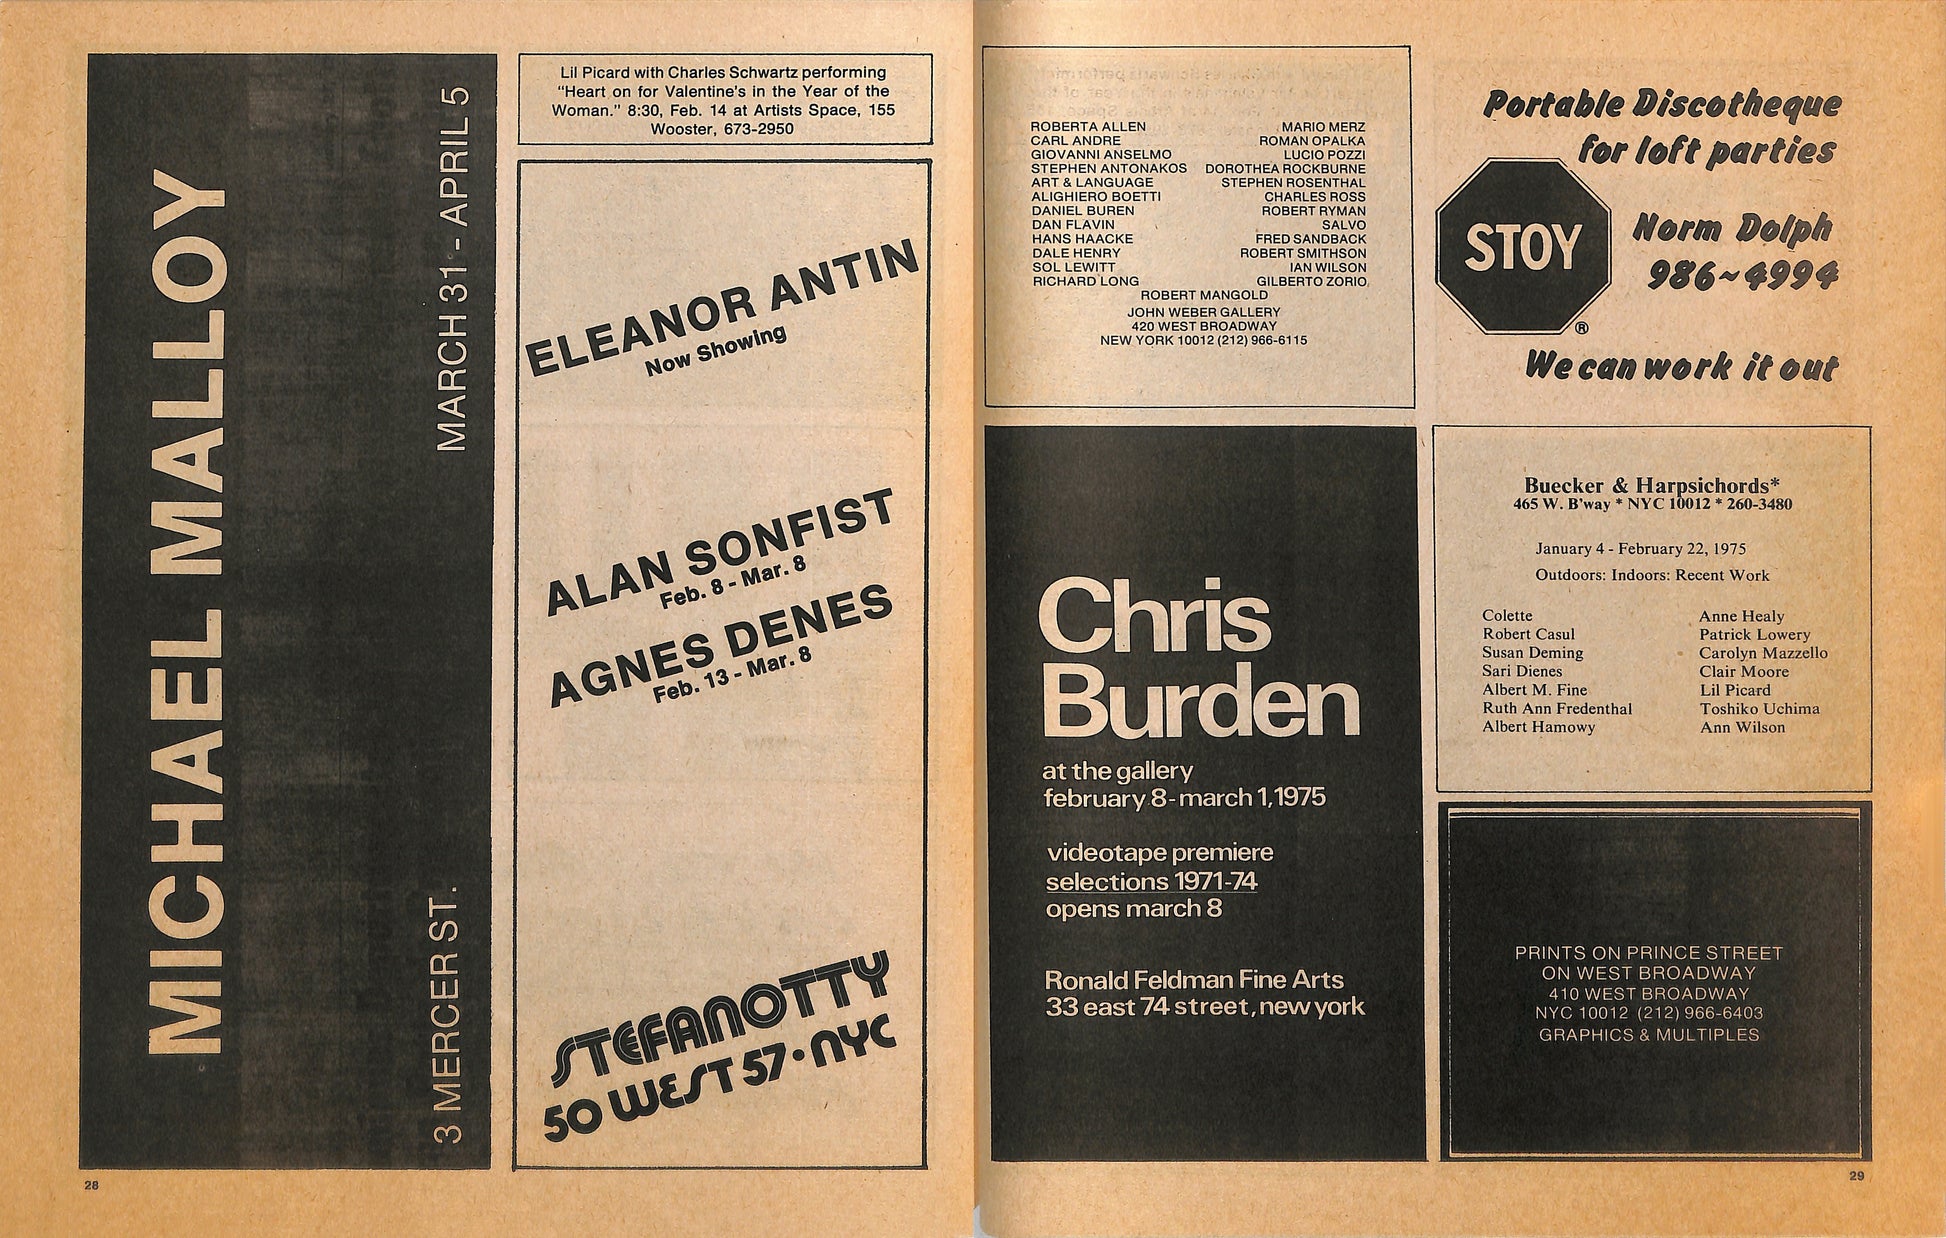 MICHAEL MALLOY
MARCH 31 - APRIL 5
3 MERCER ST.
28
Lil Picard with Charles Schwartz performing
“Heart on for Valentine's in the Year of the
Woman.” 8:30, Feb. 14 at Artists Space, 155
Wooster, 673-2950
ELEANOR ANTIN
Now Showing
ALAN SONFIST
Feb. 8 - Mar. 8
AGNES DENES
Feb. 13 - Mar. 8
STEFANOTTY
50 WEST 57 • NYC
ROBERTA ALLEN
CARL ANDRE
GIOVANNI ANSELMO
STEPHEN ANTONAKOS
ART & LANGUAGE
ALIGHIERO BOETTI
DANIEL BUREN
DAN FLAVIN
HANS HAACKE
DALE HENRY
SOL LEWITT
RICHARD LONG
MARIO MERZ
ROMAN OPALKA
LUCIO POZZI
DOROTHEA ROCKBURNE
STEPHEN ROSENTHAL
CHARLES ROSS
ROBERT RYMAN
SALVO
FRED SANDBACK
ROBERT SMITHSON
IAN WILSON
GILBERTO ZORIO
ROBERT MANGOLD
JOHN WEBER GALLERY
420 WEST BROADWAY
NEW YORK 10012 (212) 966-6115
Portable Discotheque
for loft parties
STOY
®
Norm Dolph
986~4994
We can work it out
Chris
Burden
at the gallery
february 8-march 1, 1975
videotape premiere
selections 1971-74
opens march 8
Ronald Feldman Fine Arts
33 east 74 street, new york
Buecker & Harpsichords*
465 W. B'way * NYC 10012 * 260-3480
January 4 - February 22, 1975
Outdoors: Indoors: Recent Work
Colette
Robert Casul
Susan Deming
Sari Dienes
Albert M. Fine
Ruth Ann Fredenthal
Albert Hamowy
Anne Healy
Patrick Lowery
Carolyn Mazzello
Clair Moore
Lil Picard
Toshiko Uchima
Ann Wilson
PRINTS ON PRINCE STREET
ON WEST BROADWAY
410 WEST BROADWAY
NYC 10012 (212) 966-6403
GRAPHICS & MULTIPLES
29